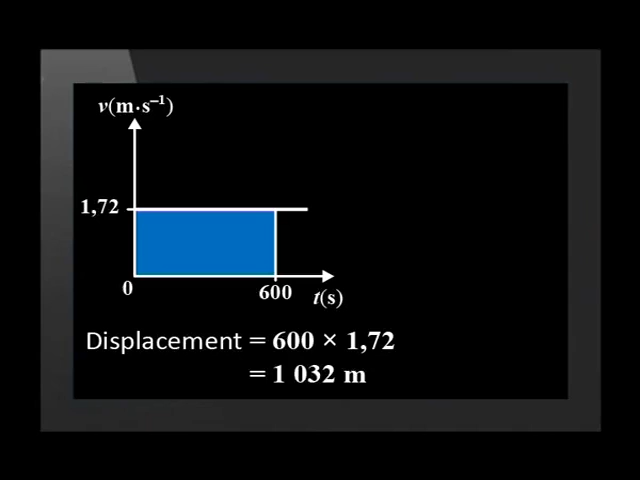 v(m·s⁻¹)
1,72
0
600
t(s)
Displacement = 600 × 1,72
= 1 032 m